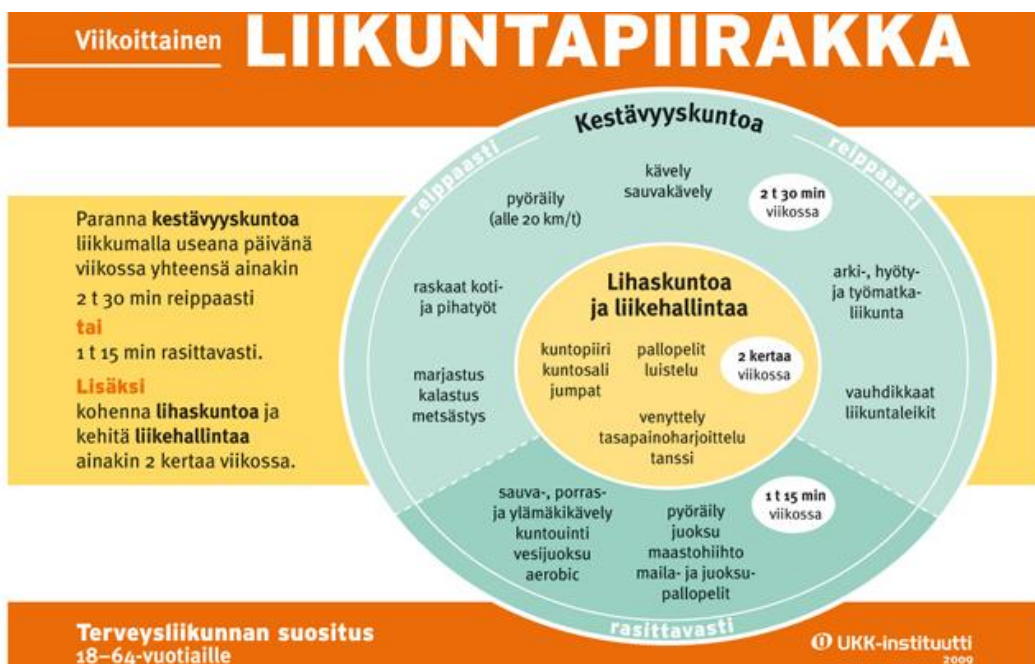 Viikoittainen LIIKUNTAPIIRAKKA
Paranna kestävyyskuntoa
liikkumalla useana päivänä
viikossa yhteensä ainakin
2 t 30 min reippaasti
tai
1 t 15 min rasittavasti.
Lisäksi
kohenna lihaskuntoa ja
kehitä liikehallintaa
ainakin 2 kertaa viikossa.
Kestävyyskuntoa
reippaasti
reippaasti
kävely
sauvakävely
2 t 30 min
viikossa
pyöräily
(alle 20 km/t)
raskaat koti-
ja pihatyöt
marjastus
kalastus
metsästys
arki-, hyöty-
ja työmatka-
liikunta
vauhdikkaat
liikuntaleikit
Lihaskuntoa
ja liikehallintaa
kuntopiiri
kuntosali
jumpat
pallopelit
luistelu
2 kertaa
viikossa
venyttely
tasapainoharjoittelu
tanssi
sauva-, porras-
ja ylämäkikävely
kuntouinti
vesijuoksu
aerobic
pyöräily
juoksu
maastohiihto
maila- ja juoksu-
pallopelit
1 t 15 min
viikossa
rasittavasti
Terveysliikunnan suositus
18–64-vuotiaille
UKK-instituutti
2009